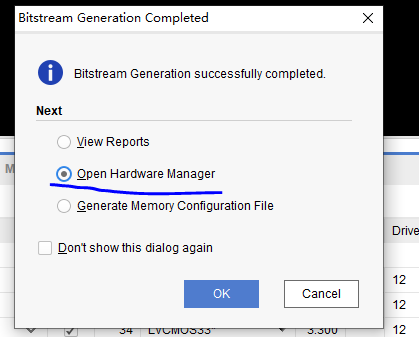 Bitstream Generation Completed
Bitstream Generation successfully completed.
Next
View Reports
Open Hardware Manager
Generate Memory Configuration File
Don't show this dialog again
OK
Cancel
M
Drive
12
12
34 LVCMOS33* 3.300 12